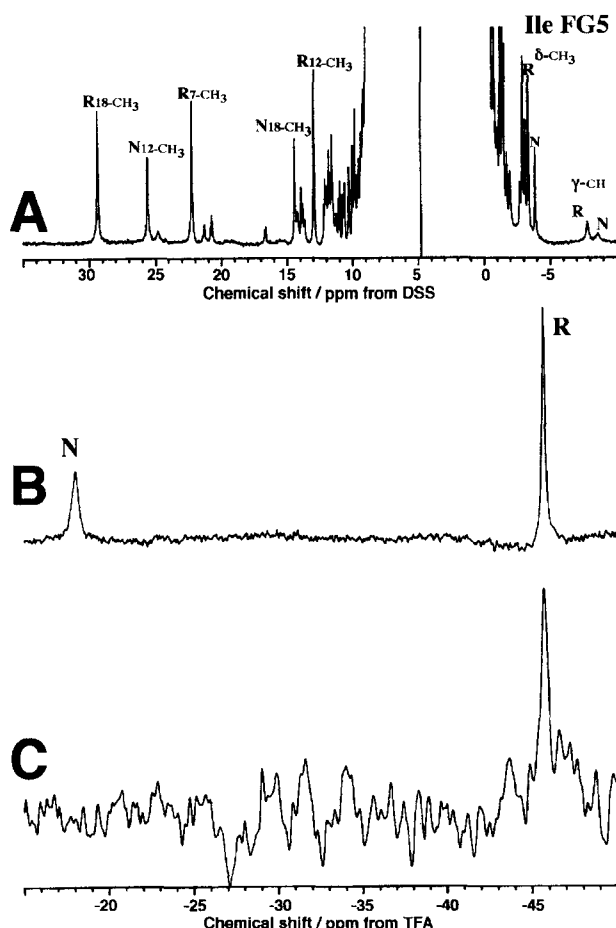 Ile FG5
R12-CH3
δ-CH3
R
R18-CH3
R7-CH3
N12-CH3
N18-CH3
N
γ-CH
R N
A
30 25 20 15 10 5 0 -5
Chemical shift / ppm from DSS
R
N
B
C
-20 -25 -30 -35 -40 -45
Chemical shift / ppm from TFA